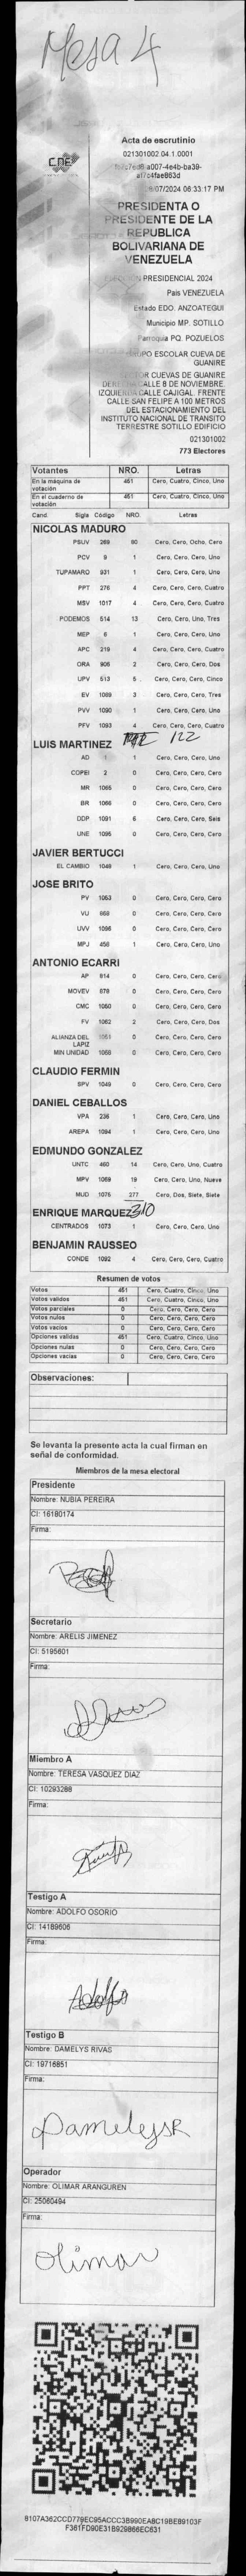 Mesa 4
CNE
Acta de escrutinio
021301002.04.1.0001
a007-4e4b-ba39-
af7c4fae863d
/07/2024 06:33:17 PM
PRESIDENTA O
PRESIDENTE DE LA
REPUBLICA
BOLIVARIANA DE
VENEZUELA
PRESIDENCIAL 2024
Pais VENEZUELA
Estado EDO. ANZOATEGUI
Municipio MP. SOTILLO
Parroquia PQ. POZUELOS
ESCOLAR CUEVA DE
GUANIRE
CUEVAS DE GUANIRE
CALLE 8 DE NOVIEMBRE.
IZQUIERDA CALLE CAJIGAL. FRENTE
CALLE SAN FELIPE A 100 METROS
DEL ESTACIONAMIENTO DEL
INSTITUTO NACIONAL DE TRANSITO
TERRESTRE SOTILLO EDIFICIO
021301002
773 Electores
Votantes NRO. Letras
En la máquina de votación 451 Cero, Cuatro, Cinco, Uno
En el cuaderno de votación 451 Cero, Cuatro, Cinco, Uno
Cand. Sigla Código NRO. Letras
NICOLAS MADURO
PSUV 269 80 Cero, Cero, Ocho, Cero
PCV 9 1 Cero, Cero, Cero, Uno
TUPAMARO 931 1 Cero, Cero, Cero, Uno
PPT 276 4 Cero, Cero, Cero, Cuatro
MSV 1017 4 Cero, Cero, Cero, Cuatro
PODEMOS 514 13 Cero, Cero, Uno, Tres
MEP 6 1 Cero, Cero, Cero, Uno
APC 219 4 Cero, Cero, Cero, Cuatro
ORA 905 2 Cero, Cero, Cero, Dos
UPV 513 5 Cero, Cero, Cero, Cinco
EV 1089 3 Cero, Cero, Cero, Tres
PVV 1090 1 Cero, Cero, Cero, Uno
PFV 1093 4 Cero, Cero, Cero, Cuatro
122
LUIS MARTINEZ
AD 1 1 Cero, Cero, Cero, Uno
COPEI 2 0 Cero, Cero, Cero, Cero
MR 1065 0 Cero, Cero, Cero, Cero
BR 1066 0 Cero, Cero, Cero, Cero
DDP 1091 6 Cero, Cero, Cero, Seis
UNE 1095 0 Cero, Cero, Cero, Cero
JAVIER BERTUCCI
EL CAMBIO 1048 1 Cero, Cero, Cero, Uno
JOSE BRITO
PV 1053 0 Cero, Cero, Cero, Cero
VU 868 0 Cero, Cero, Cero, Cero
UVV 1096 0 Cero, Cero, Cero, Cero
MPJ 458 1 Cero, Cero, Cero, Uno
ANTONIO ECARRI
AP 814 0 Cero, Cero, Cero, Cero
MOVEV 879 0 Cero, Cero, Cero, Cero
CMC 1050 0 Cero, Cero, Cero, Cero
FV 1062 2 Cero, Cero, Cero, Dos
ALIANZA DEL LAPIZ 1051 0 Cero, Cero, Cero, Cero
MIN UNIDAD 1058 0 Cero, Cero, Cero, Cero
CLAUDIO FERMIN
SPV 1049 0 Cero, Cero, Cero, Cero
DANIEL CEBALLOS
VPA 236 1 Cero, Cero, Cero, Uno
AREPA 1094 1 Cero, Cero, Cero, Uno
EDMUNDO GONZALEZ
UNTC 460 14 Cero, Cero, Uno, Cuatro
MPV 1069 19 Cero, Cero, Uno, Nueve
MUD 1075 277 Cero, Dos, Siete, Siete
ENRIQUE MARQUEZ 310
CENTRADOS 1073 1 Cero, Cero, Cero, Uno
BENJAMIN RAUSSEO
CONDE 1092 4 Cero, Cero, Cero, Cuatro
Resumen de votos
Votos 451 Cero, Cuatro, Cinco, Uno
Votos validos 451 Cero, Cuatro, Cinco, Uno
Votos parciales 0 Cero, Cero, Cero, Cero
Votos nulos 0 Cero, Cero, Cero, Cero
Votos vacios 0 Cero, Cero, Cero, Cero
Opciones validas 451 Cero, Cuatro, Cinco, Uno
Opciones nulas 0 Cero, Cero, Cero, Cero
Opciones vacias 0 Cero, Cero, Cero, Cero
Observaciones:
Se levanta la presente acta la cual firman en
señal de conformidad.
Miembros de la mesa electoral
Presidente
Nombre: NUBIA PEREIRA
CI: 16180174
Firma:
Secretario
Nombre: ARELIS JIMENEZ
CI: 5195601
Firma:
Miembro A
Nombre: TERESA VASQUEZ DIAZ
CI: 10293288
Firma:
Testigo A
Nombre: ADOLFO OSORIO
CI: 14189606
Firma:
Adolfo
Testigo B
Nombre: DAMELYS RIVAS
CI: 19716851
Firma:
DamelysR
Operador
Nombre: OLIMAR ARANGUREN
CI: 25060494
Firma:
Olimar
8107A362CCD779EC95ACCC3B990EA8C19BE89103F
F361FD90E31B929866EC631